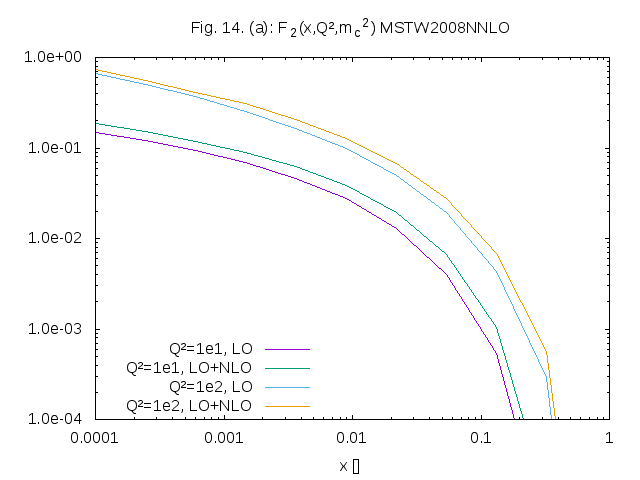 Fig. 14. (a): F2(x,Q²,mc2) MSTW2008NNLO
1.0e+00
1.0e-01
1.0e-02
1.0e-03
1.0e-04
Q²=1e1, LO
Q²=1e1, LO+NLO
Q²=1e2, LO
Q²=1e2, LO+NLO
0.0001 0.001 0.01 0.1 1
x []